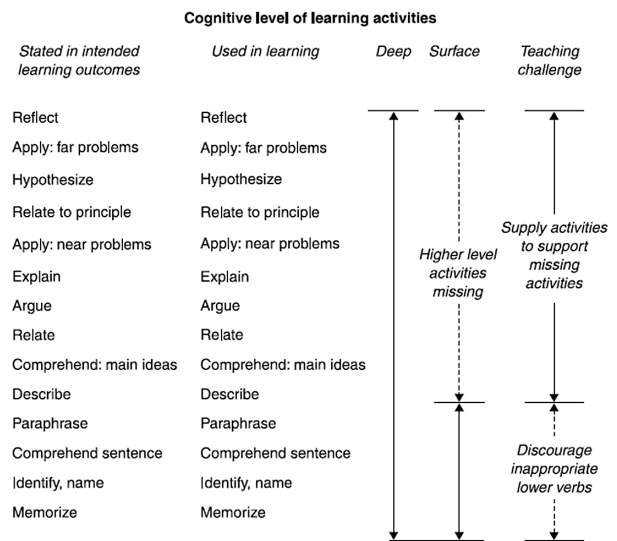 Cognitive level of learning activities
Stated in intended learning outcomes
Used in learning
Deep
Surface
Teaching challenge
Reflect Reflect
Apply: far problems Apply: far problems
Hypothesize Hypothesize
Relate to principle Relate to principle
Apply: near problems Apply: near problems
Explain Explain
Argue Argue
Relate Relate
Comprehend: main ideas Comprehend: main ideas
Describe Describe
Paraphrase Paraphrase
Comprehend sentence Comprehend sentence
Identify, name Identify, name
Memorize Memorize
Higher level
activities
missing
Supply activities
to support
missing
activities
Discourage
inappropriate
lower verbs